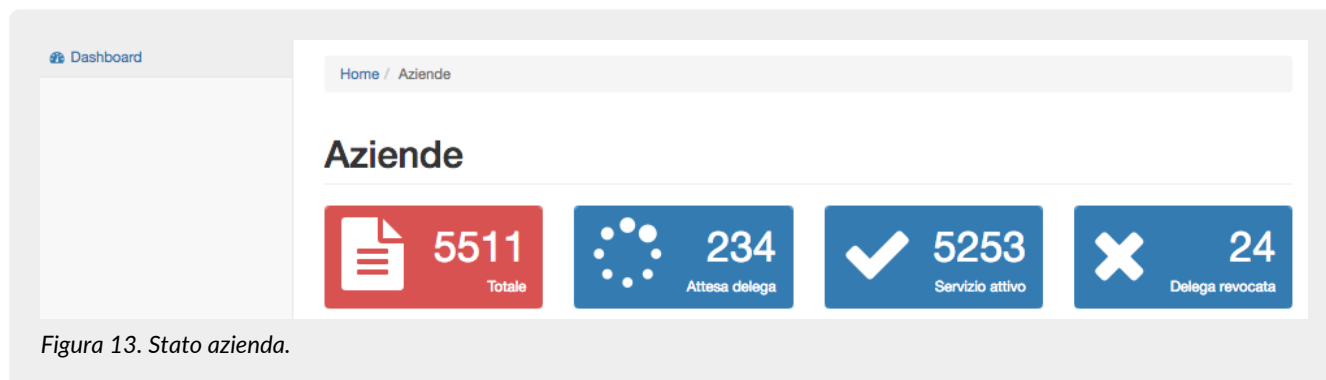 Dashboard
Home / Aziende
Aziende
5511
Totale
234
Attesa delega
5253
Servizio attivo
24
Delega revocata
Figura 13. Stato azienda.